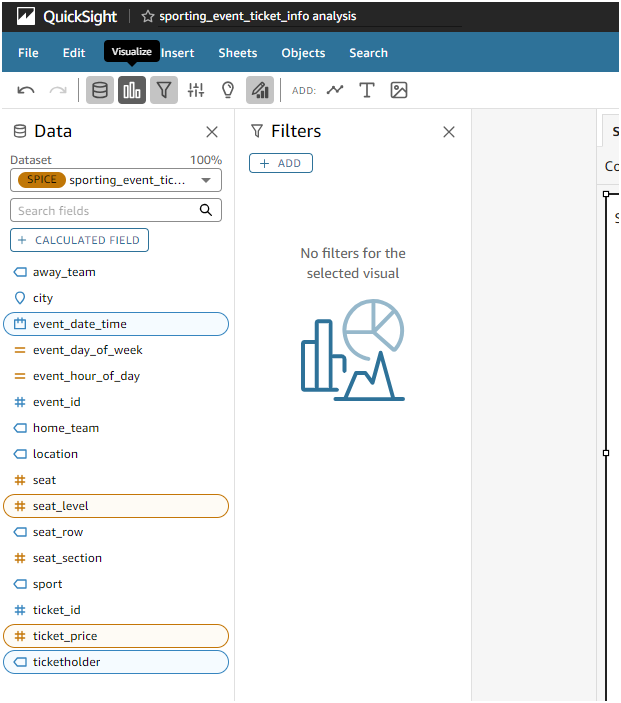 QuickSight
sporting_event_ticket_info analysis
File Edit Visualize Insert Sheets Objects Search
ADD:
Data
Dataset 100%
SPICE sporting_event_tic...
Search fields
+ CALCULATED FIELD
away_team
city
event_date_time
event_day_of_week
event_hour_of_day
event_id
home_team
location
seat
seat_level
seat_row
seat_section
sport
ticket_id
ticket_price
ticketholder
Filters
+ ADD
No filters for the
selected visual
S
Co
S